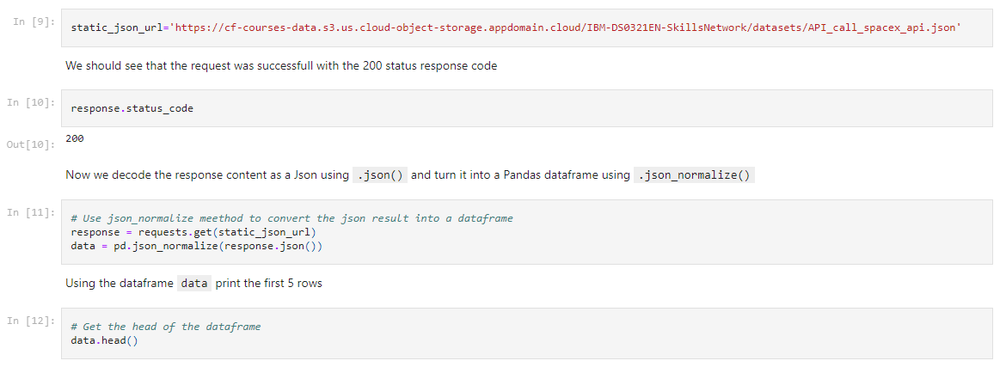 In [9]:
static_json_url='https://cf-courses-data.s3.us.cloud-object-storage.appdomain.cloud/IBM-DS0321EN-SkillsNetwork/datasets/API_call_spacex_api.json'
We should see that the request was successfull with the 200 status response code
In [10]:
response.status_code
Out[10]:
200
Now we decode the response content as a Json using .json() and turn it into a Pandas dataframe using .json_normalize()
In [11]:
# Use json_normalize meethod to convert the json result into a dataframe
response = requests.get(static_json_url)
data = pd.json_normalize(response.json())
Using the dataframe data print the first 5 rows
In [12]:
# Get the head of the dataframe
data.head()